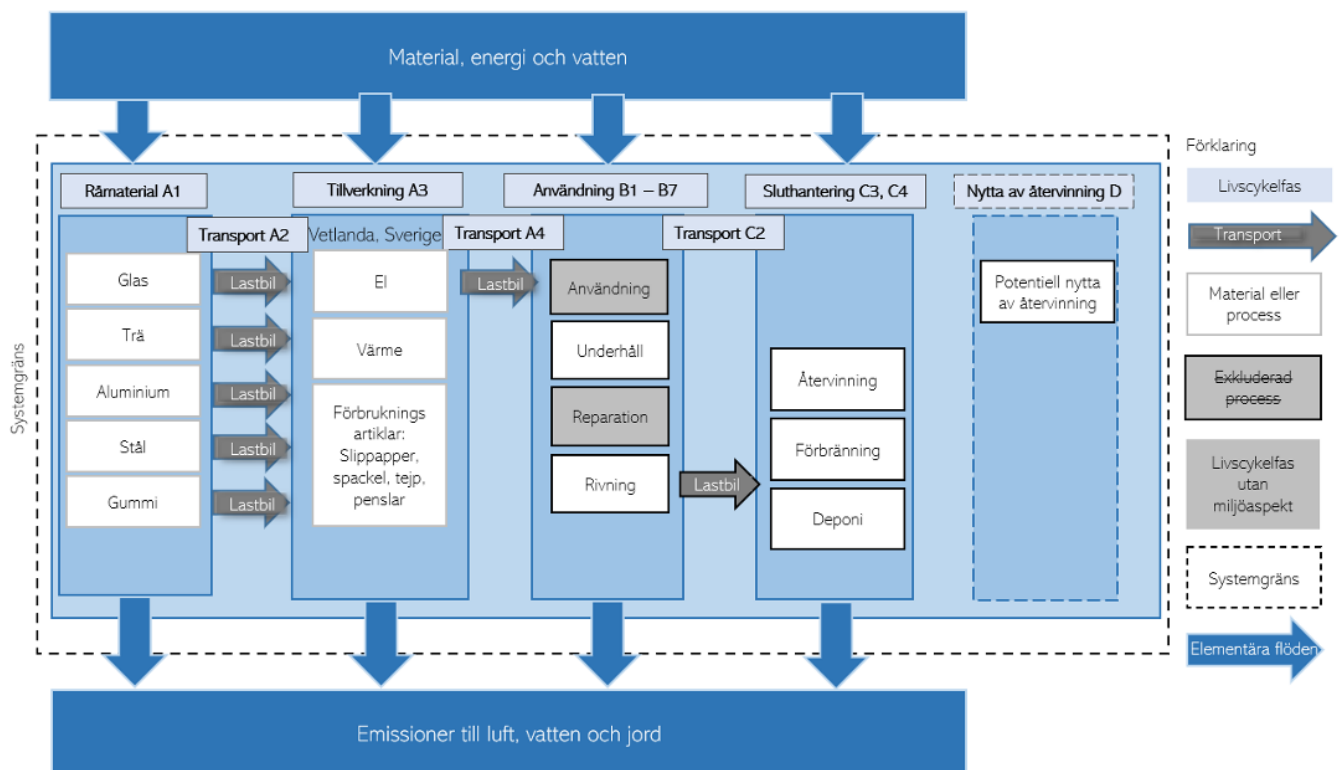 Material, energi och vatten
Systemgräns
Råmaterial A1
Transport A2
Glas
Trä
Aluminium
Stål
Gummi
Lastbil
Lastbil
Lastbil
Lastbil
Lastbil
Tillverkning A3
Vetlanda, Sverige
El
Värme
Förbruknings
artiklar:
Slippapper,
spackel, tejp,
penslar
Transport A4
Lastbil
Användning B1 – B7
Användning
Underhåll
Reparation
Rivning
Transport C2
Lastbil
Sluthantering C3, C4
Återvinning
Förbränning
Deponi
Nytta av återvinning D
Potentiell nytta
av återvinning
Förklaring
Livscykelfas
Transport
Material eller
process
Exkluderad
process
Livscykelfas
utan
miljöaspekt
Systemgräns
Elementära flöden
Emissioner till luft, vatten och jord